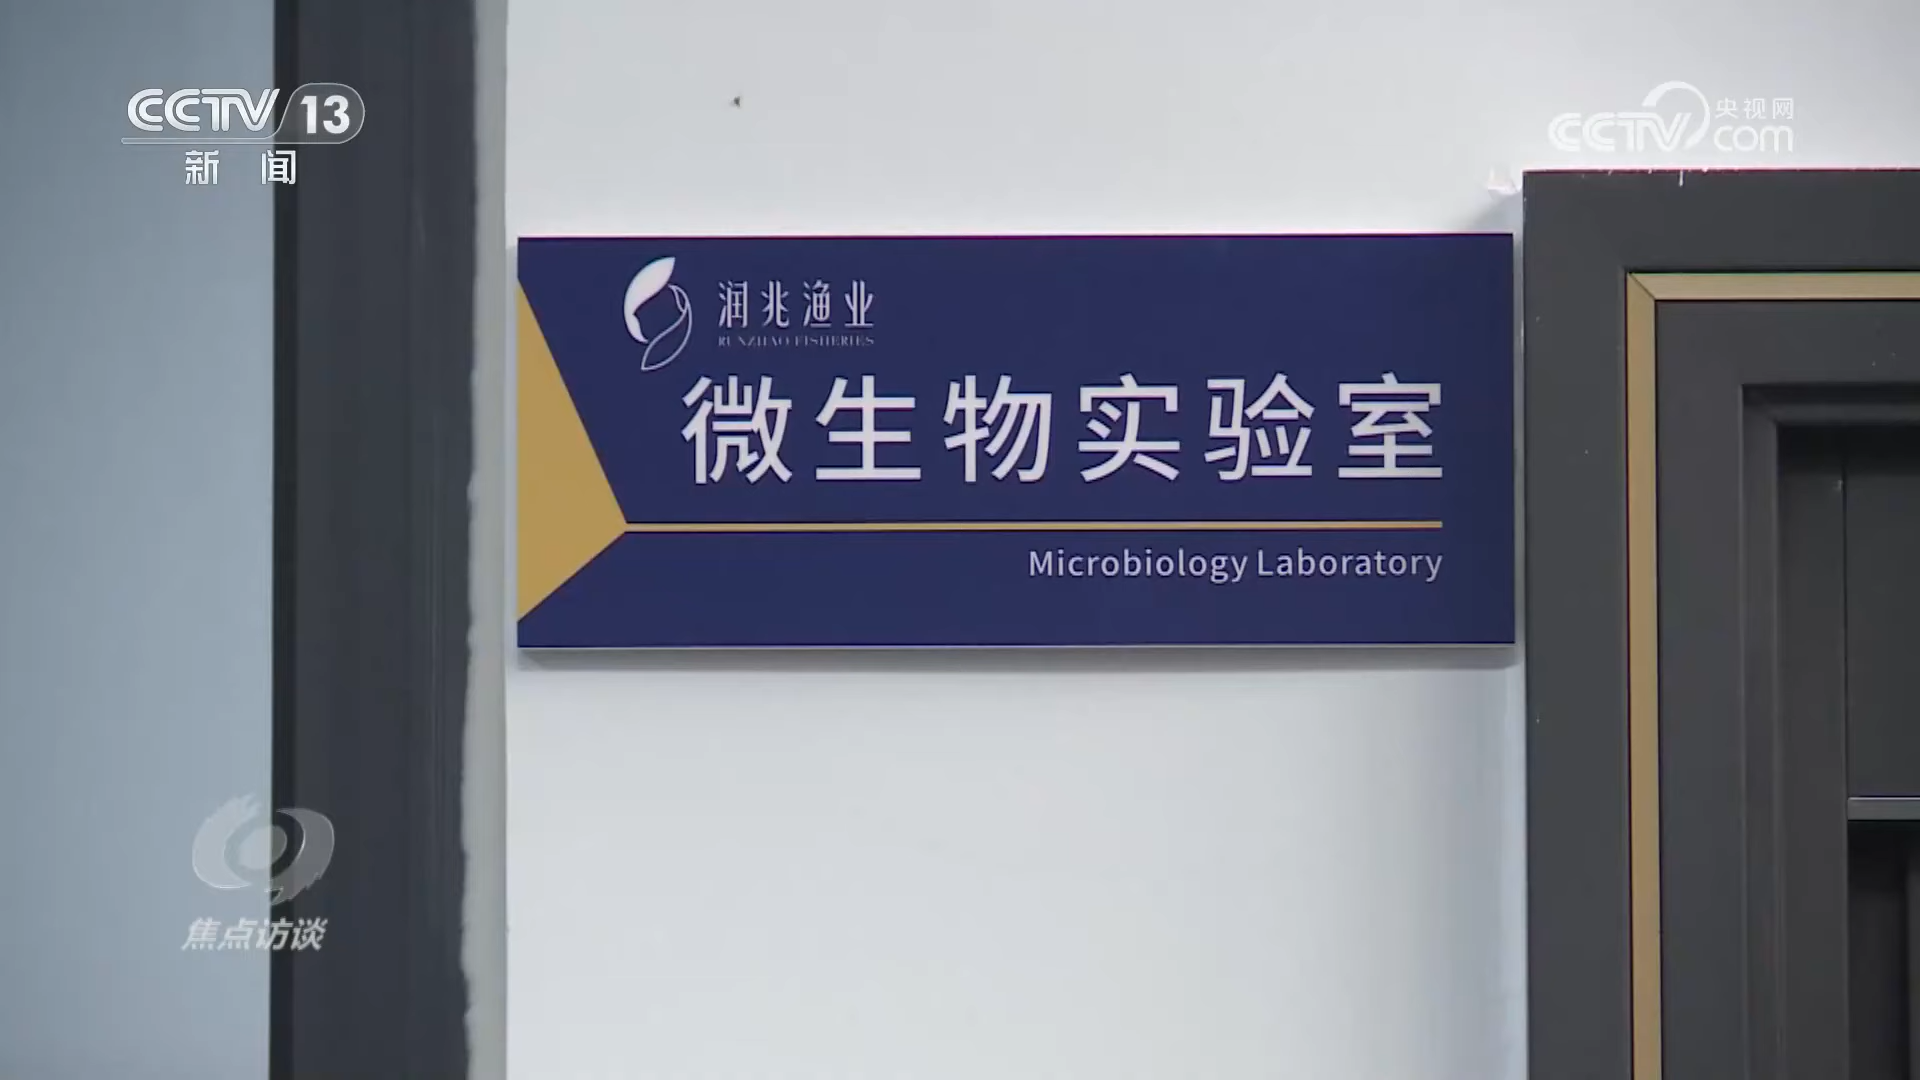 CCTV 13
新闻
央视网
CCTV.com
润兆渔业
RUNZHAO FISHERIES
微生物实验室
Microbiology Laboratory
焦点访谈